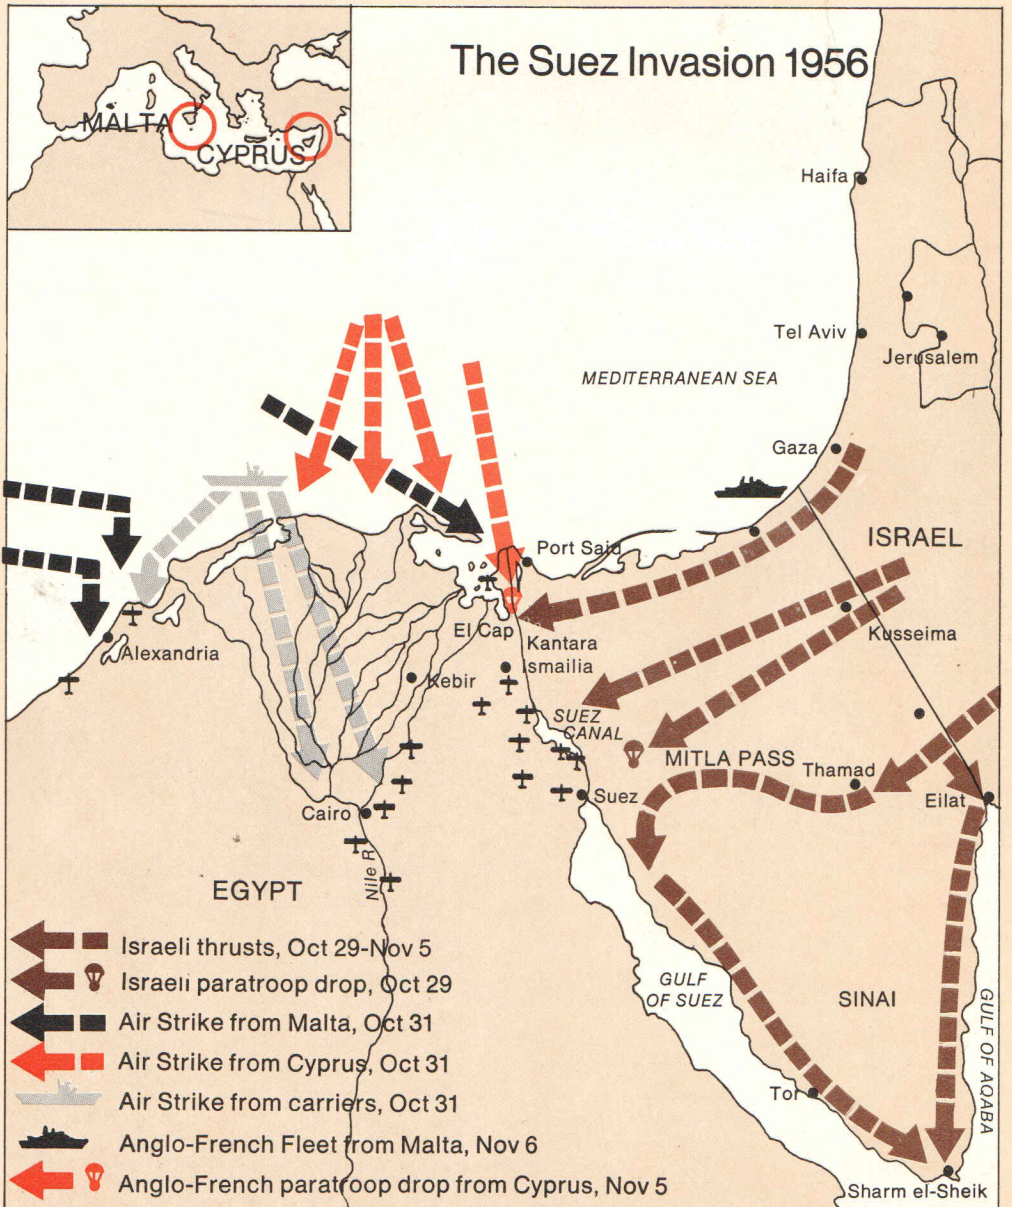 The Suez Invasion 1956
MALTA
CYPRUS
Haifa
Tel Aviv
Jerusalem
MEDITERRANEAN SEA
Gaza
ISRAEL
Port Said
El Cap
Kantara
Ismailia
Kusseima
Alexandria
Kebir
SUEZ
CANAL
MITLA PASS
Thamad
Eilat
Suez
Cairo
Nile R
EGYPT
GULF
OF SUEZ
SINAI
GULF OF AQABA
Tor
Sharm el-Sheik
Israeli thrusts, Oct 29-Nov 5
Israeli paratroop drop, Oct 29
Air Strike from Malta, Oct 31
Air Strike from Cyprus, Oct 31
Air Strike from carriers, Oct 31
Anglo-French Fleet from Malta, Nov 6
Anglo-French paratroop drop from Cyprus, Nov 5